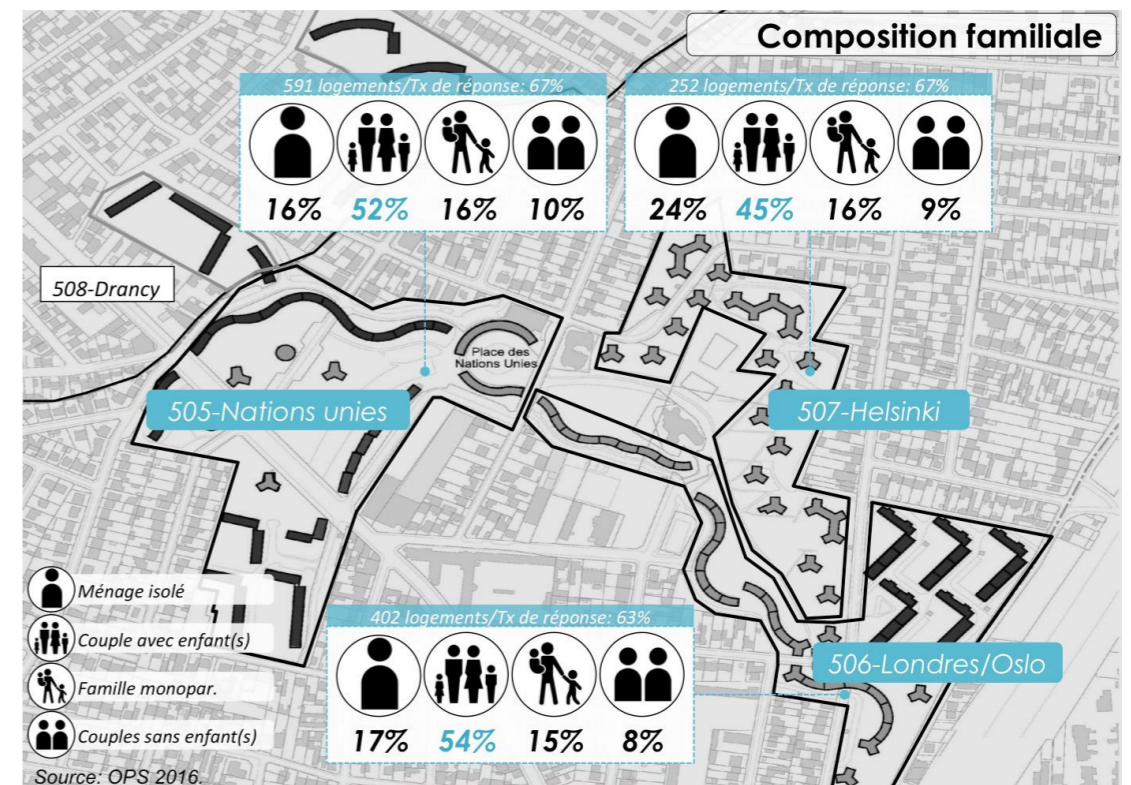 Composition familiale
591 logements/Tx de réponse: 67%
16% 52% 16% 10%
252 logements/Tx de réponse: 67%
24% 45% 16% 9%
508-Drancy
Place des
Nations Unies
505-Nations unies
507-Helsinki
402 logements/Tx de réponse: 63%
17% 54% 15% 8%
506-Londres/Oslo
Ménage isolé
Couple avec enfant(s)
Famille monopar.
Couples sans enfant(s)
Source: OPS 2016.